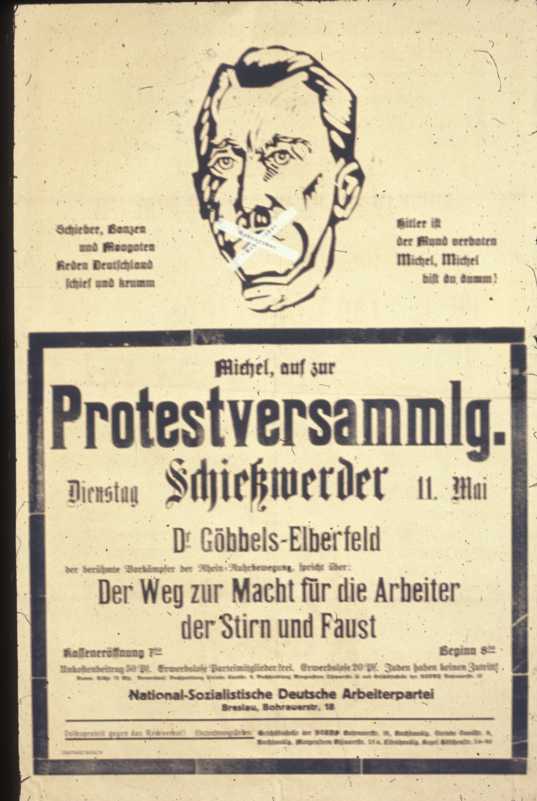 Schieber, Bonzen
und Mongolen
Reden Deutschland
schief und krumm
Hitler ist
der Mund verboten
Michel, Michel
bist du dumm!
Michel, auf zur
Protestversammlg.
Dienstag Schießwerder 11. Mai
Dr. Göbbels-Elberfeld
der berühmte Vorkämpfer der Rhein-Ruhrbewegung, spricht über:
Der Weg zur Macht für die Arbeiter
der Stirn und Faust
Kasseneröffnung 7 Beginn 8
Unkostenbeitrag 50 Pf. Erwerbslose Parteimitglieder frei. Erwerbslose 20 Pf. Juden haben keinen Zutritt!
National-Sozialistische Deutsche Arbeiterpartei
Breslau, Bohrauerstr. 18